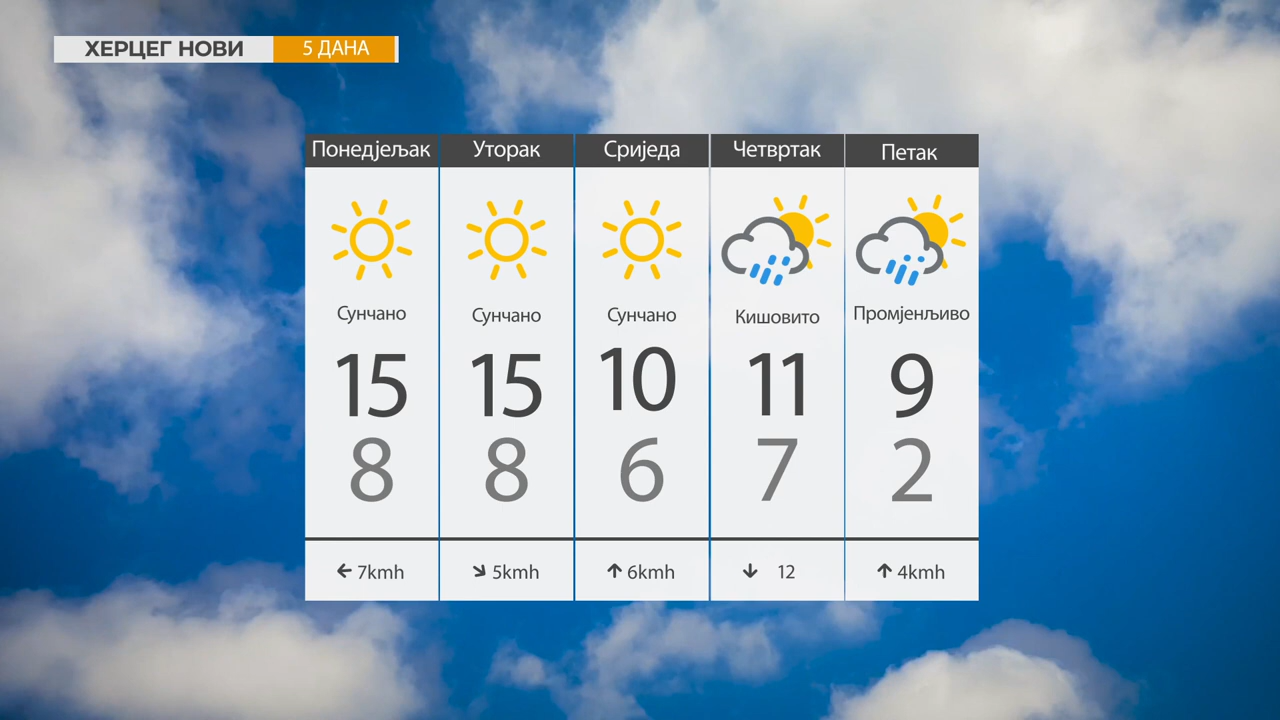 ХЕРЦЕГ НОВИ 5 ДАНА
Понедјељак Уторак Сриједа Четвртак Петак
Сунчано Сунчано Сунчано Кишовито Промјенљиво
15 15 10 11 9
8 8 6 7 2
7kmh 5kmh 6kmh 12 4kmh